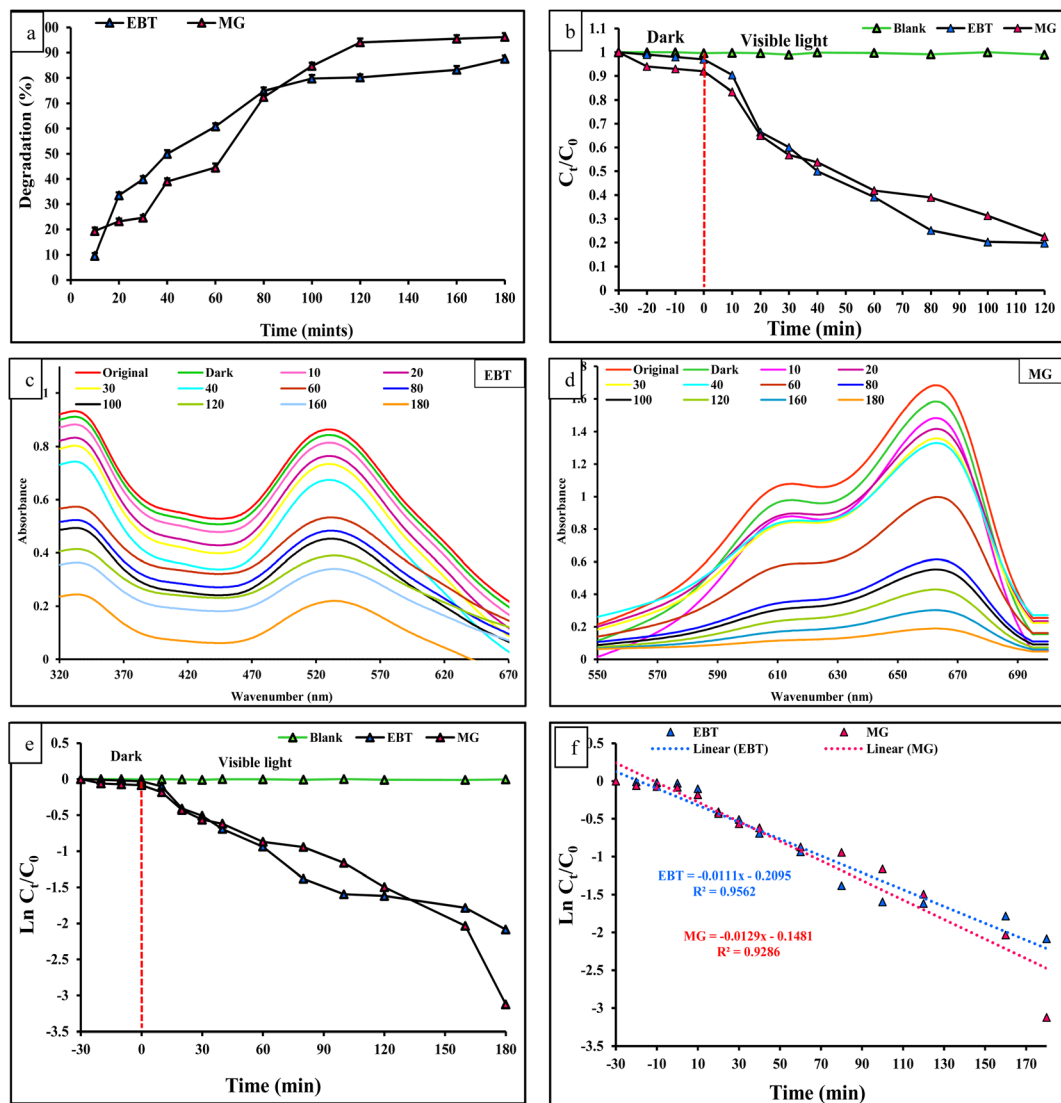 a
EBT MG
Degradation (%)
100
90
80
70
60
50
40
30
20
10
0
0 20 40 60 80 100 120 140 160 180
Time (mints)
b
Blank EBT MG
Dark Visible light
Ct/C0
1.1
1
0.9
0.8
0.7
0.6
0.5
0.4
0.3
0.2
0.1
0
-30 -20 -10 0 10 20 30 40 60 80 100 120
Time (min)
c
EBT
Original Dark 10 20
30 40 60 80
100 120 160 180
Absorbance
1
0.8
0.6
0.4
0.2
0
320 370 420 470 520 570 620 670
Wavenumber (nm)
d
MG
Original Dark 10 20
30 40 60 80
100 120 160 180
Absorbance
1.8
1.6
1.4
1.2
1.0
0.8
0.6
0.4
0.2
0
550 570 590 610 630 650 670 690
Wavenumber (nm)
e
Blank EBT MG
Dark
Visible light
Ln Ct/C0
0.5
0
-0.5
-1
-1.5
-2
-2.5
-3
-3.5
-30 0 30 60 90 120 150 180
Time (min)
f
EBT MG
Linear (EBT) Linear (MG)
Ln Ct/C0
0.5
0
-0.5
-1
-1.5
-2
-2.5
-3
-3.5
EBT = -0.0111x - 0.2095
R² = 0.9562
MG = -0.0129x - 0.1481
R² = 0.9286
-30 -10 10 30 50 70 90 110 130 150 170
Time (min)